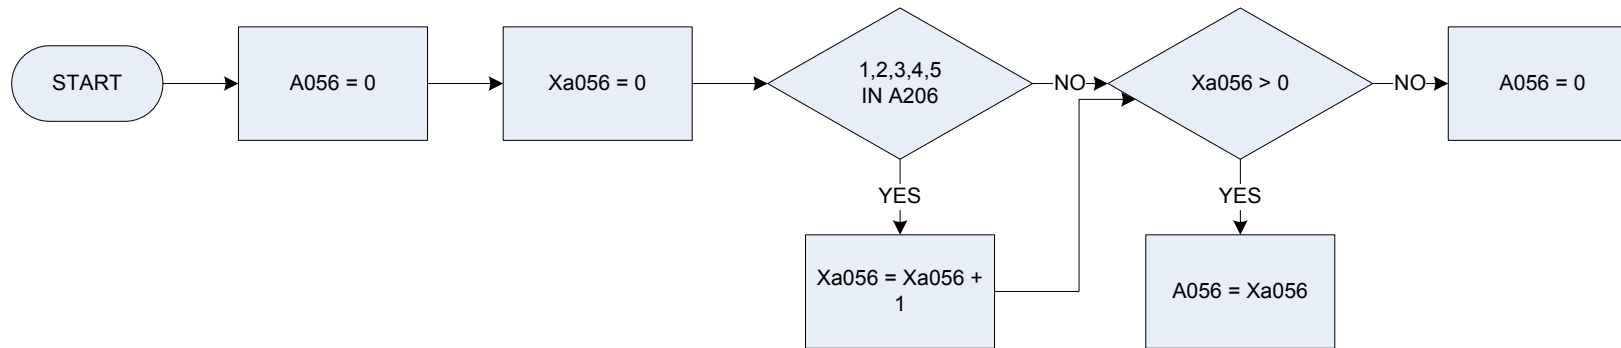 START
A056 = 0
Xa056 = 0
1,2,3,4,5
IN A206
NO
Xa056 > 0
NO
A056 = 0
YES
YES
Xa056 = Xa056 +
1
A056 = Xa056